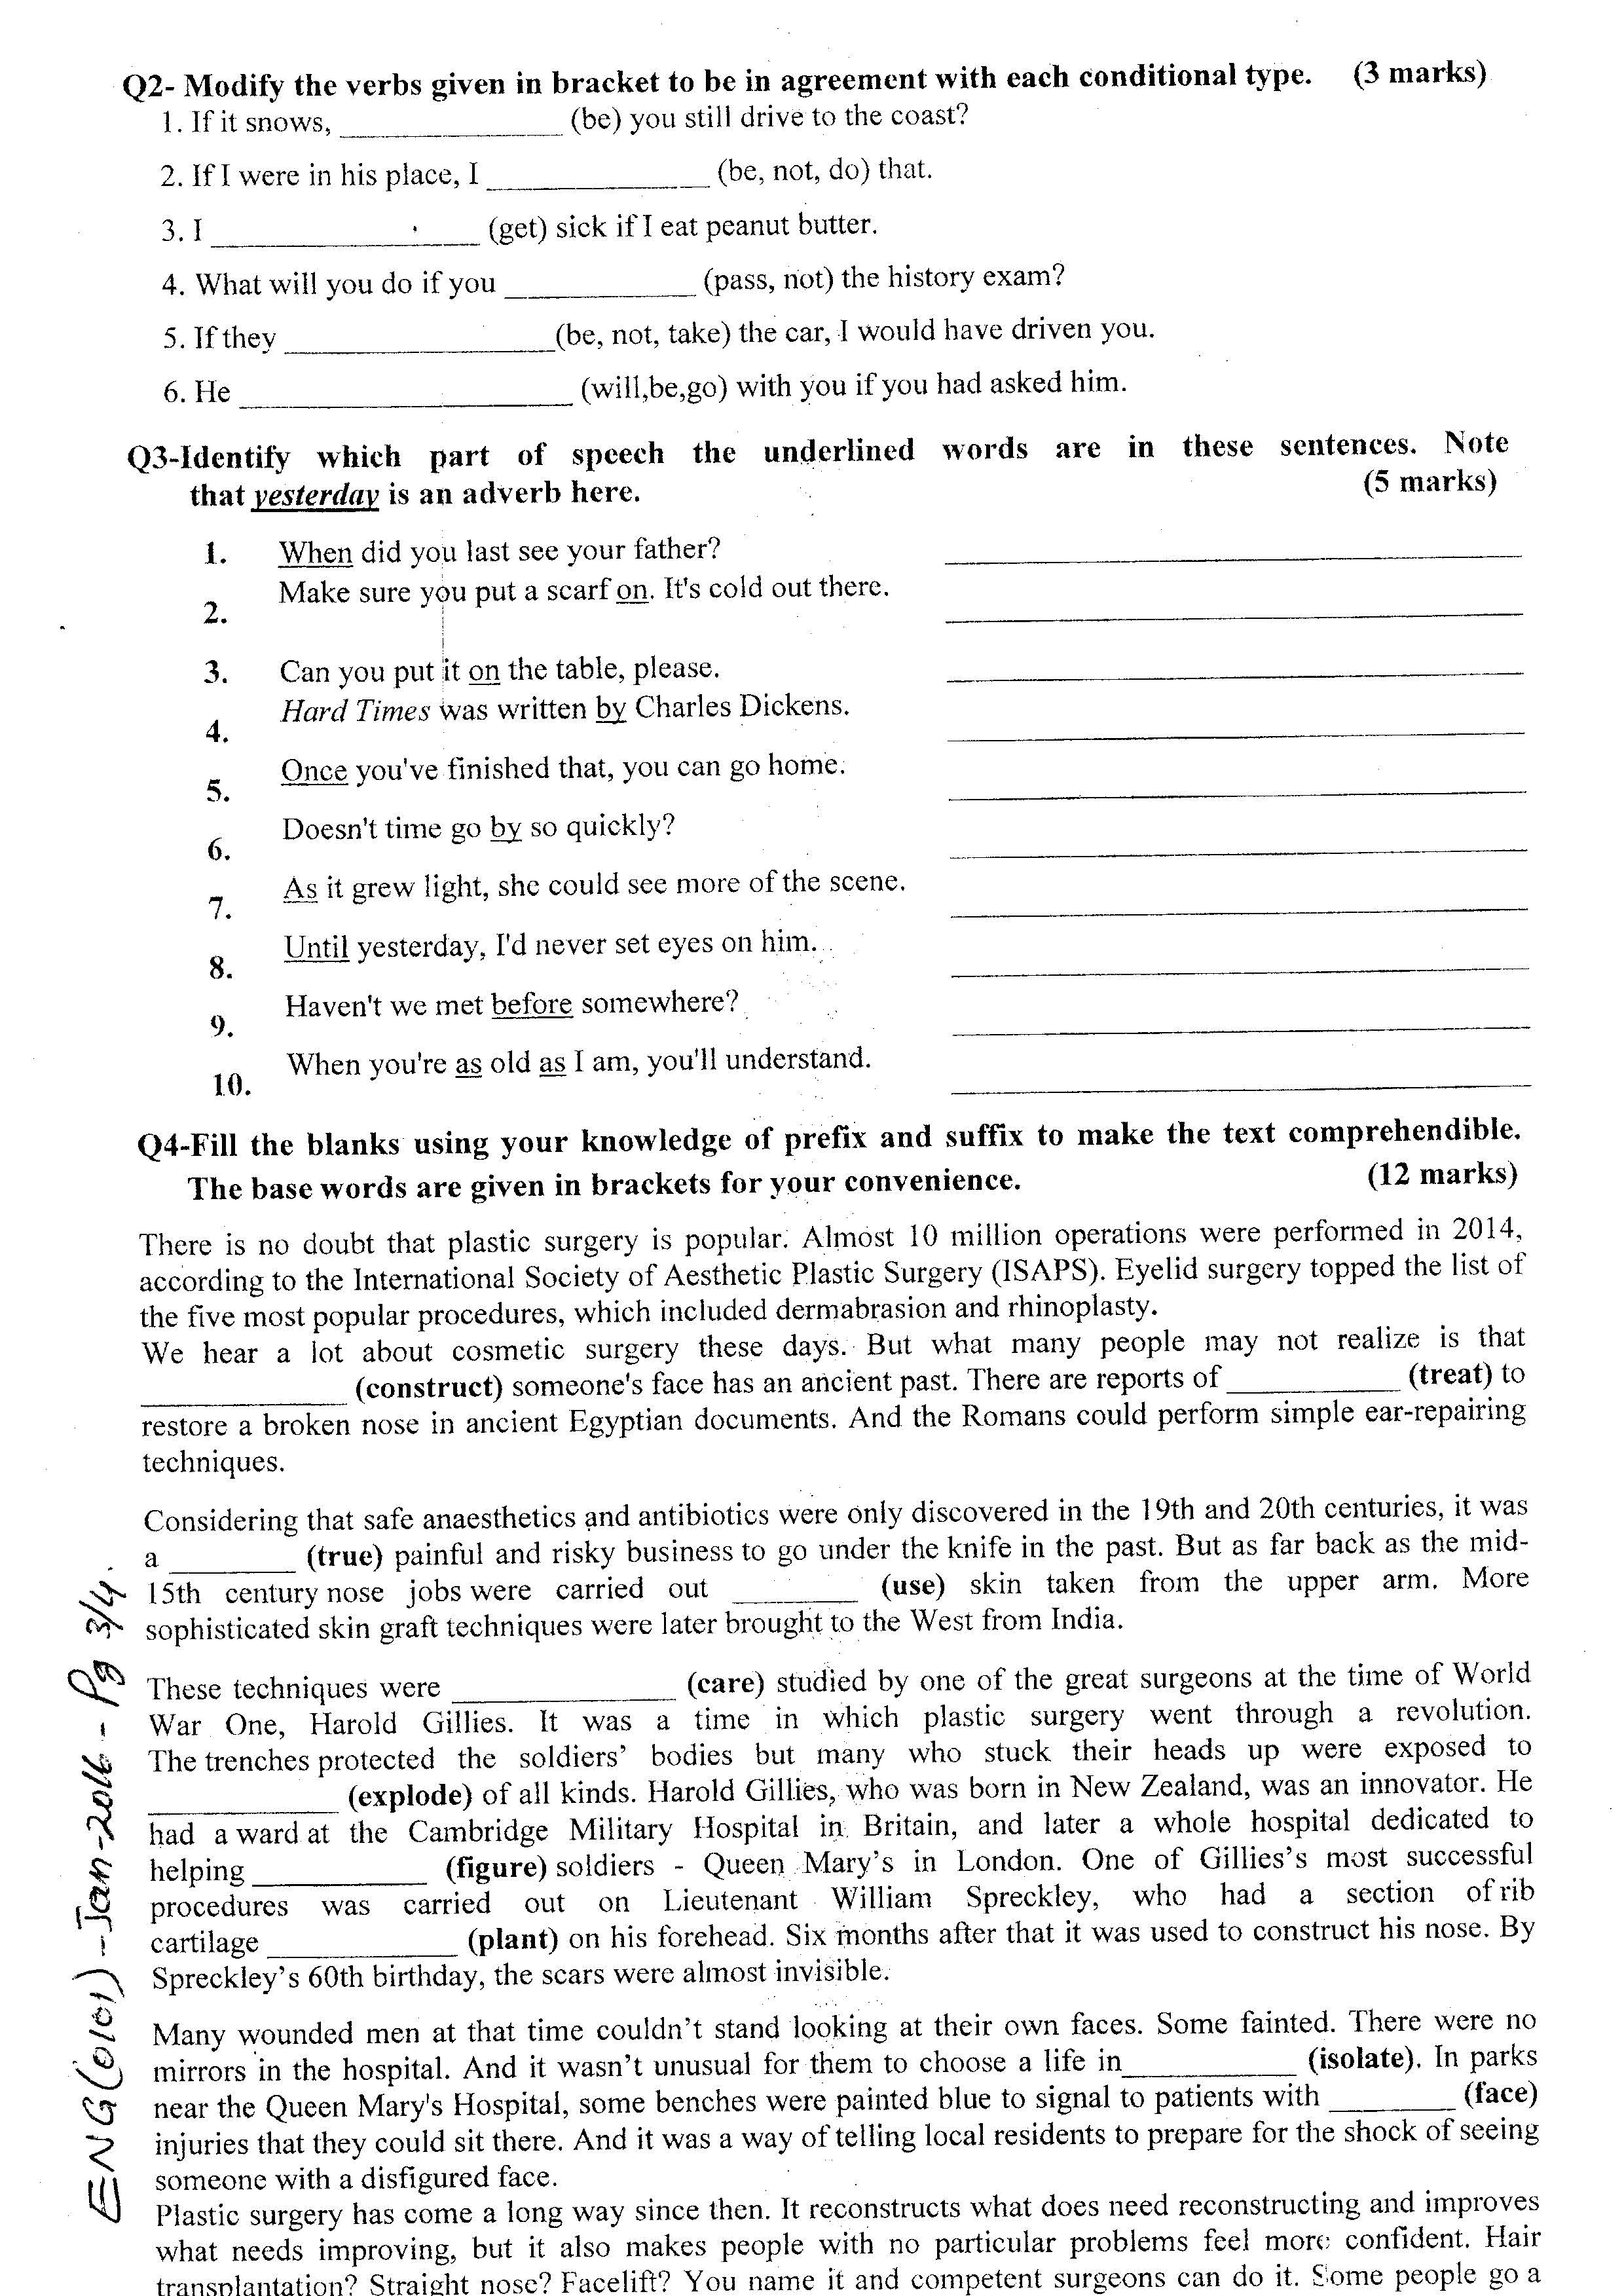 Q2- Modify the verbs given in bracket to be in agreement with each conditional type. (3 marks)
1. If it snows, ________ (be) you still drive to the coast?
2. If I were in his place, I ________ (be, not, do) that.
3. I ________ (get) sick if I eat peanut butter.
4. What will you do if you ________ (pass, not) the history exam?
5. If they ________ (be, not, take) the car, I would have driven you.
6. He ________ (will,be,go) with you if you had asked him.
Q3-Identify which part of speech the underlined words are in these sentences. Note
that yesterday is an adverb here. (5 marks)
1. When did you last see your father? ________
2. Make sure you put a scarf on. It's cold out there. ________
3. Can you put it on the table, please. ________
4. Hard Times was written by Charles Dickens. ________
5. Once you've finished that, you can go home. ________
6. Doesn't time go by so quickly? ________
7. As it grew light, she could see more of the scene. ________
8. Until yesterday, I'd never set eyes on him. ________
9. Haven't we met before somewhere? ________
10. When you're as old as I am, you'll understand. ________
Q4-Fill the blanks using your knowledge of prefix and suffix to make the text comprehendible.
The base words are given in brackets for your convenience. (12 marks)
There is no doubt that plastic surgery is popular. Almost 10 million operations were performed in 2014,
according to the International Society of Aesthetic Plastic Surgery (ISAPS). Eyelid surgery topped the list of
the five most popular procedures, which included dermabrasion and rhinoplasty.
We hear a lot about cosmetic surgery these days. But what many people may not realize is that
________ (construct) someone's face has an ancient past. There are reports of ________ (treat) to
restore a broken nose in ancient Egyptian documents. And the Romans could perform simple ear-repairing
techniques.
Considering that safe anaesthetics and antibiotics were only discovered in the 19th and 20th centuries, it was
a ________ (true) painful and risky business to go under the knife in the past. But as far back as the mid-
15th century nose jobs were carried out ________ (use) skin taken from the upper arm. More
sophisticated skin graft techniques were later brought to the West from India.
These techniques were ________ (care) studied by one of the great surgeons at the time of World
War One, Harold Gillies. It was a time in which plastic surgery went through a revolution.
The trenches protected the soldiers' bodies but many who stuck their heads up were exposed to
________ (explode) of all kinds. Harold Gillies, who was born in New Zealand, was an innovator. He
had a ward at the Cambridge Military Hospital in Britain, and later a whole hospital dedicated to
helping ________ (figure) soldiers - Queen Mary's in London. One of Gillies's most successful
procedures was carried out on Lieutenant William Spreckley, who had a section of rib
cartilage ________ (plant) on his forehead. Six months after that it was used to construct his nose. By
Spreckley's 60th birthday, the scars were almost invisible.
Many wounded men at that time couldn't stand looking at their own faces. Some fainted. There were no
mirrors in the hospital. And it wasn't unusual for them to choose a life in ________ (isolate). In parks
near the Queen Mary's Hospital, some benches were painted blue to signal to patients with ________ (face)
injuries that they could sit there. And it was a way of telling local residents to prepare for the shock of seeing
someone with a disfigured face.
Plastic surgery has come a long way since then. It reconstructs what does need reconstructing and improves
what needs improving, but it also makes people with no particular problems feel more confident. Hair
transplantation? Straight nose? Facelift? You name it and competent surgeons can do it. Some people go a
ENG(101) - Jan-2016 - Pg 3/4.